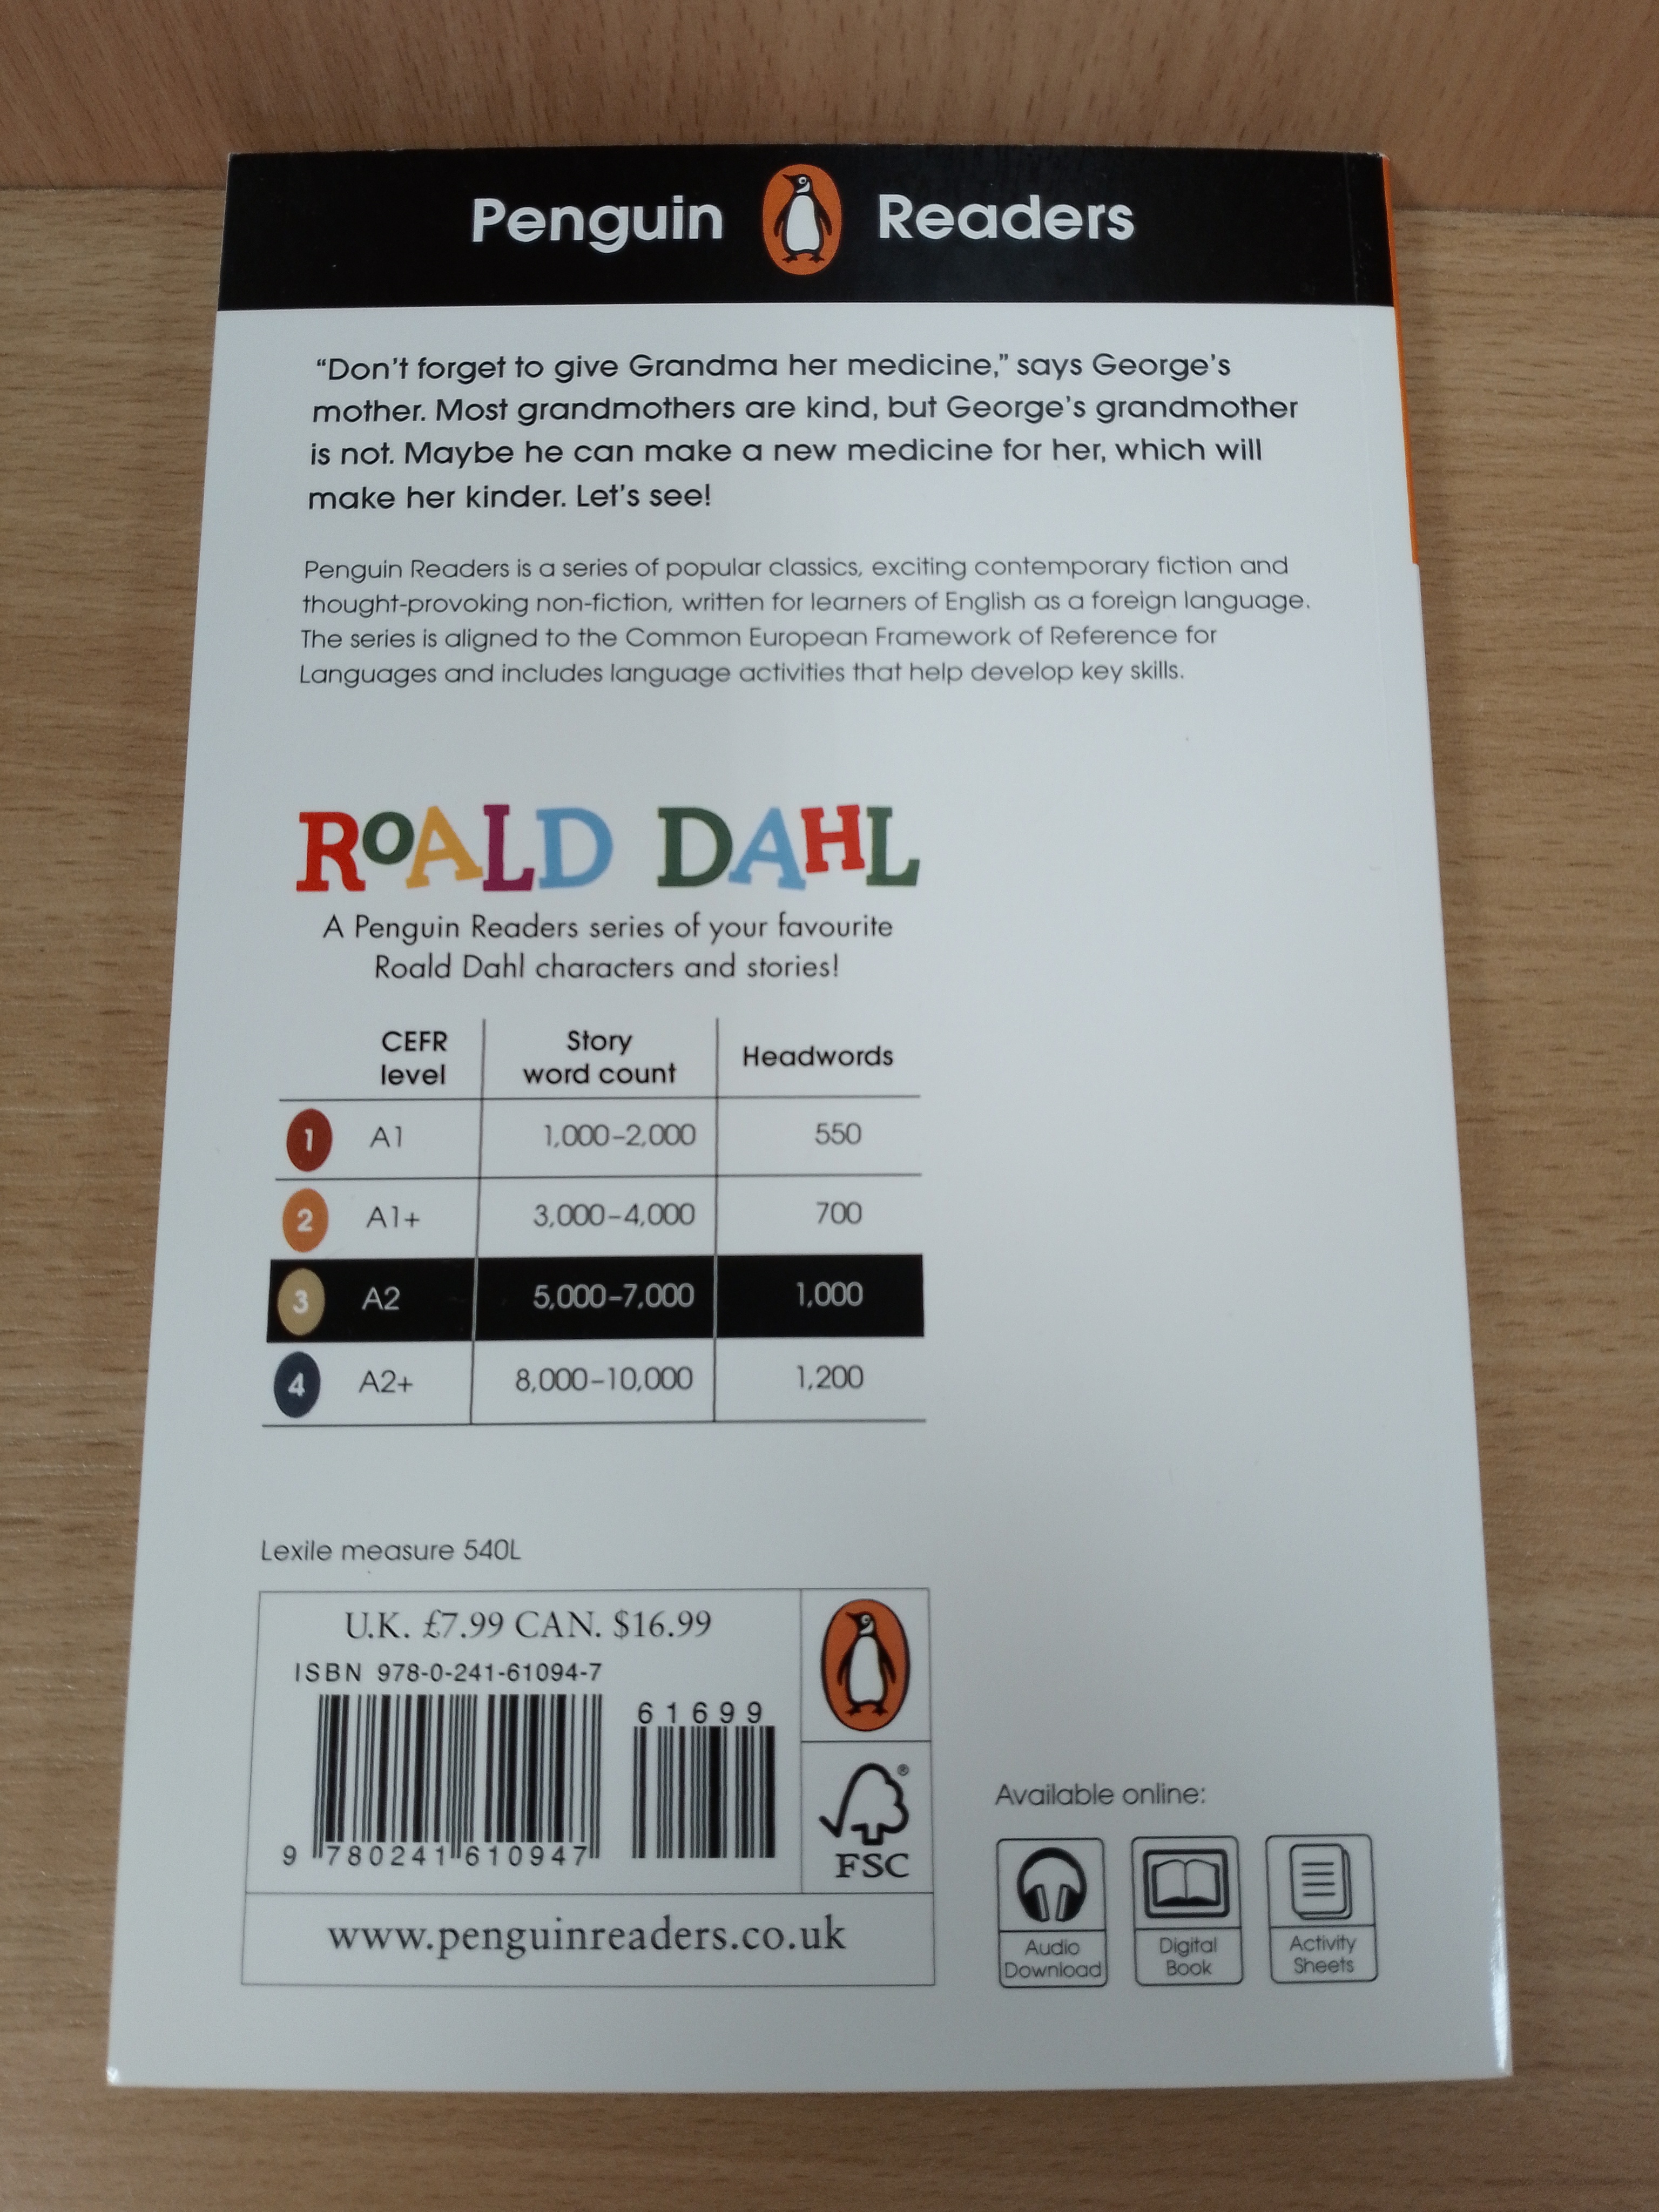 Penguin Readers
“Don’t forget to give Grandma her medicine,” says George’s
mother. Most grandmothers are kind, but George’s grandmother
is not. Maybe he can make a new medicine for her, which will
make her kinder. Let’s see!
Penguin Readers is a series of popular classics, exciting contemporary fiction and
thought-provoking non-fiction, written for learners of English as a foreign language.
The series is aligned to the Common European Framework of Reference for
Languages and includes language activities that help develop key skills.
ROALD DAHL
A Penguin Readers series of your favourite
Roald Dahl characters and stories!
CEFR level Story word count Headwords
1 A1 1,000–2,000 550
2 A1+ 3,000–4,000 700
3 A2 5,000–7,000 1,000
4 A2+ 8,000–10,000 1,200
Lexile measure 540L
U.K. £7.99 CAN. $16.99
ISBN 978-0-241-61094-7
61699
9 780241 610947
®
FSC
www.penguinreaders.co.uk
Available online:
Audio Download
Digital Book
Activity Sheets